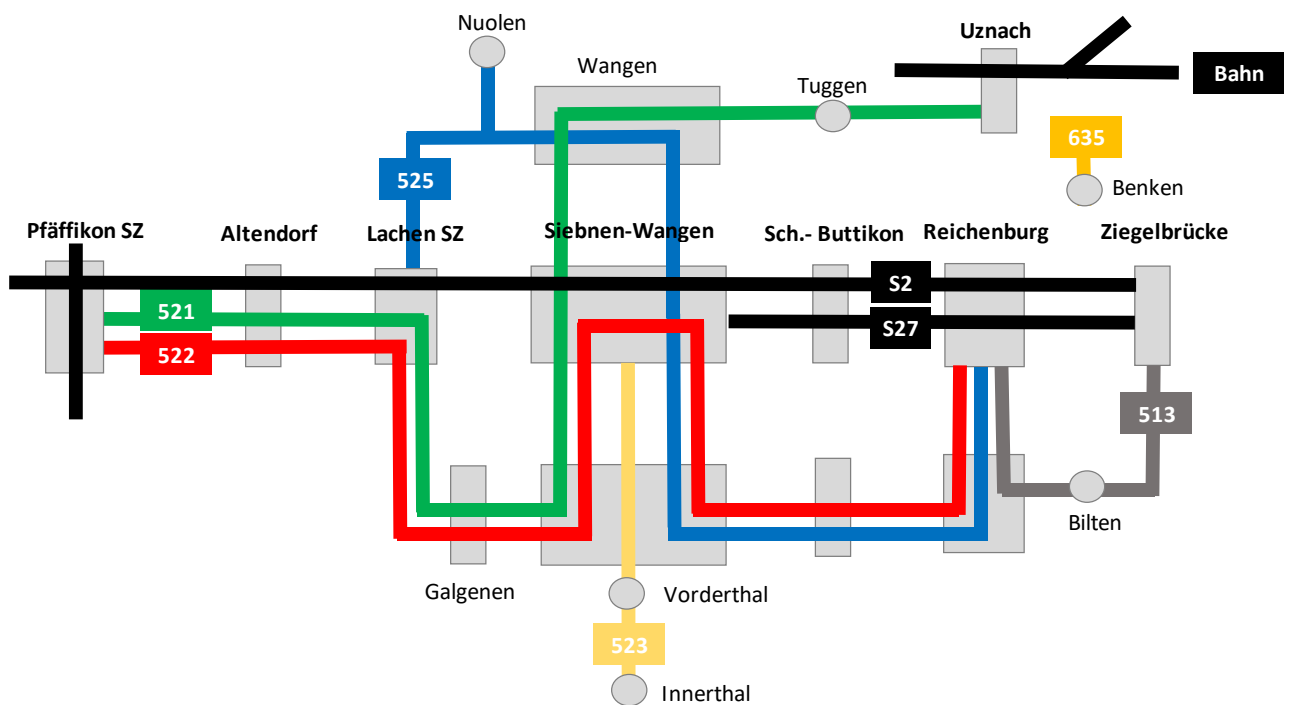 Nuolen
Uznach
Wangen
Bahn
Tuggen
635
525
Benken
Pfäffikon SZ
Altendorf
Lachen SZ
Siebnen-Wangen
Sch.- Buttikon
Reichenburg
Ziegelbrücke
S2
521
S27
522
513
Bilten
Galgenen
Vorderthal
523
Innerthal